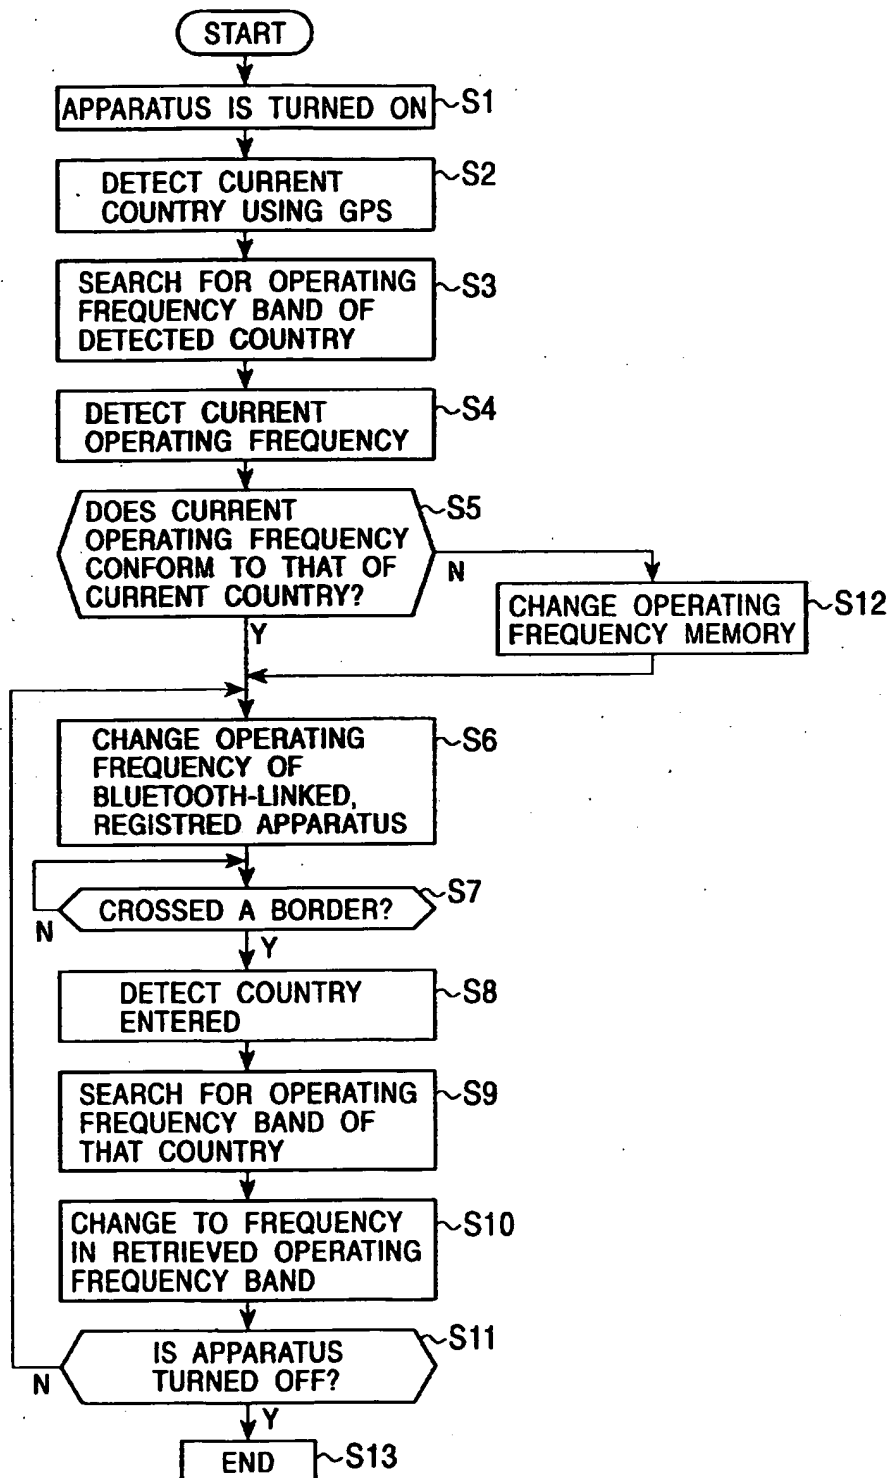 START
APPARATUS IS TURNED ON
S1
DETECT CURRENT
COUNTRY USING GPS
S2
SEARCH FOR OPERATING
FREQUENCY BAND OF
DETECTED COUNTRY
S3
DETECT CURRENT
OPERATING FREQUENCY
S4
DOES CURRENT
OPERATING FREQUENCY
CONFORM TO THAT OF
CURRENT COUNTRY?
S5
N
Y
CHANGE OPERATING
FREQUENCY MEMORY
S12
CHANGE OPERATING
FREQUENCY OF
BLUETOOTH-LINKED,
REGISTRED APPARATUS
S6
CROSSED A BORDER?
S7
N
Y
DETECT COUNTRY
ENTERED
S8
SEARCH FOR OPERATING
FREQUENCY BAND OF
THAT COUNTRY
S9
CHANGE TO FREQUENCY
IN RETRIEVED OPERATING
FREQUENCY BAND
S10
IS APPARATUS
TURNED OFF?
S11
N
Y
END
S13